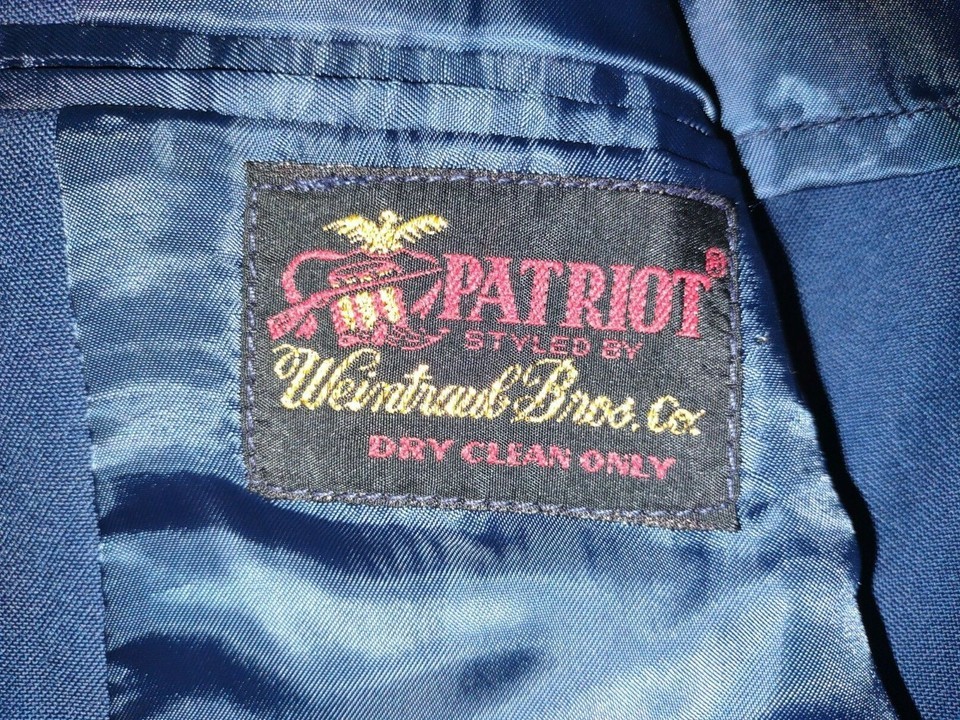 PATRIOT®
STYLED BY
Weintraub Bros. Co.
DRY CLEAN ONLY